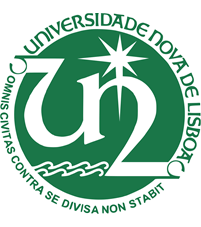 UNIVERSIDADE NOVA DE LISBOA
OMNIS CIVITAS CONTRA SE DIVISA NON STABIT